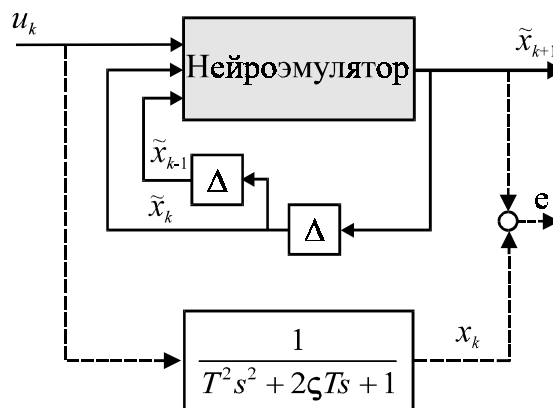 u_k
x̃_{k+1}
Нейроэмулятор
x̃_{k-1}
Δ
x̃_k
Δ
e
x_k
1
T²s² + 2ςTs + 1